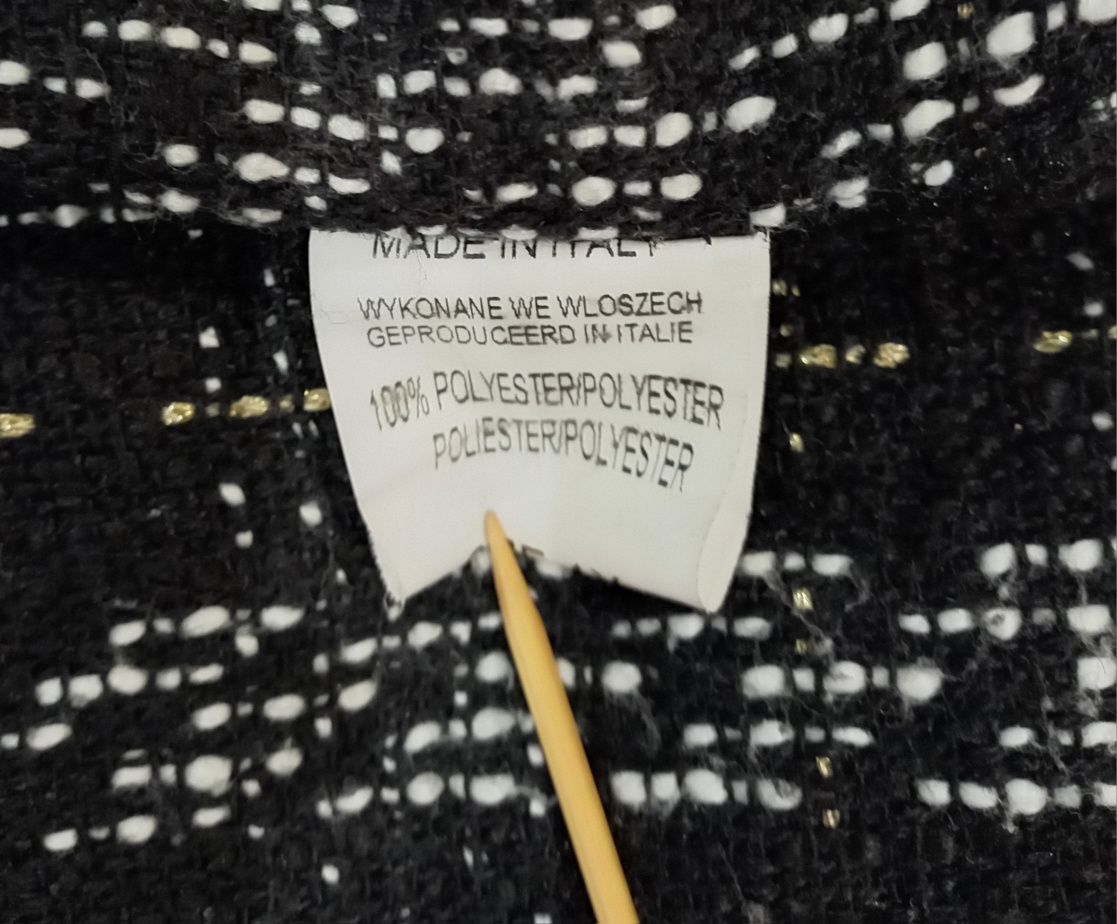 MADE IN ITALY
WYKONANE WE WLOSZECH
GEPRODUCEERD IN ITALIE
100% POLYESTER/POLYESTER
POLIESTER/POLYESTER